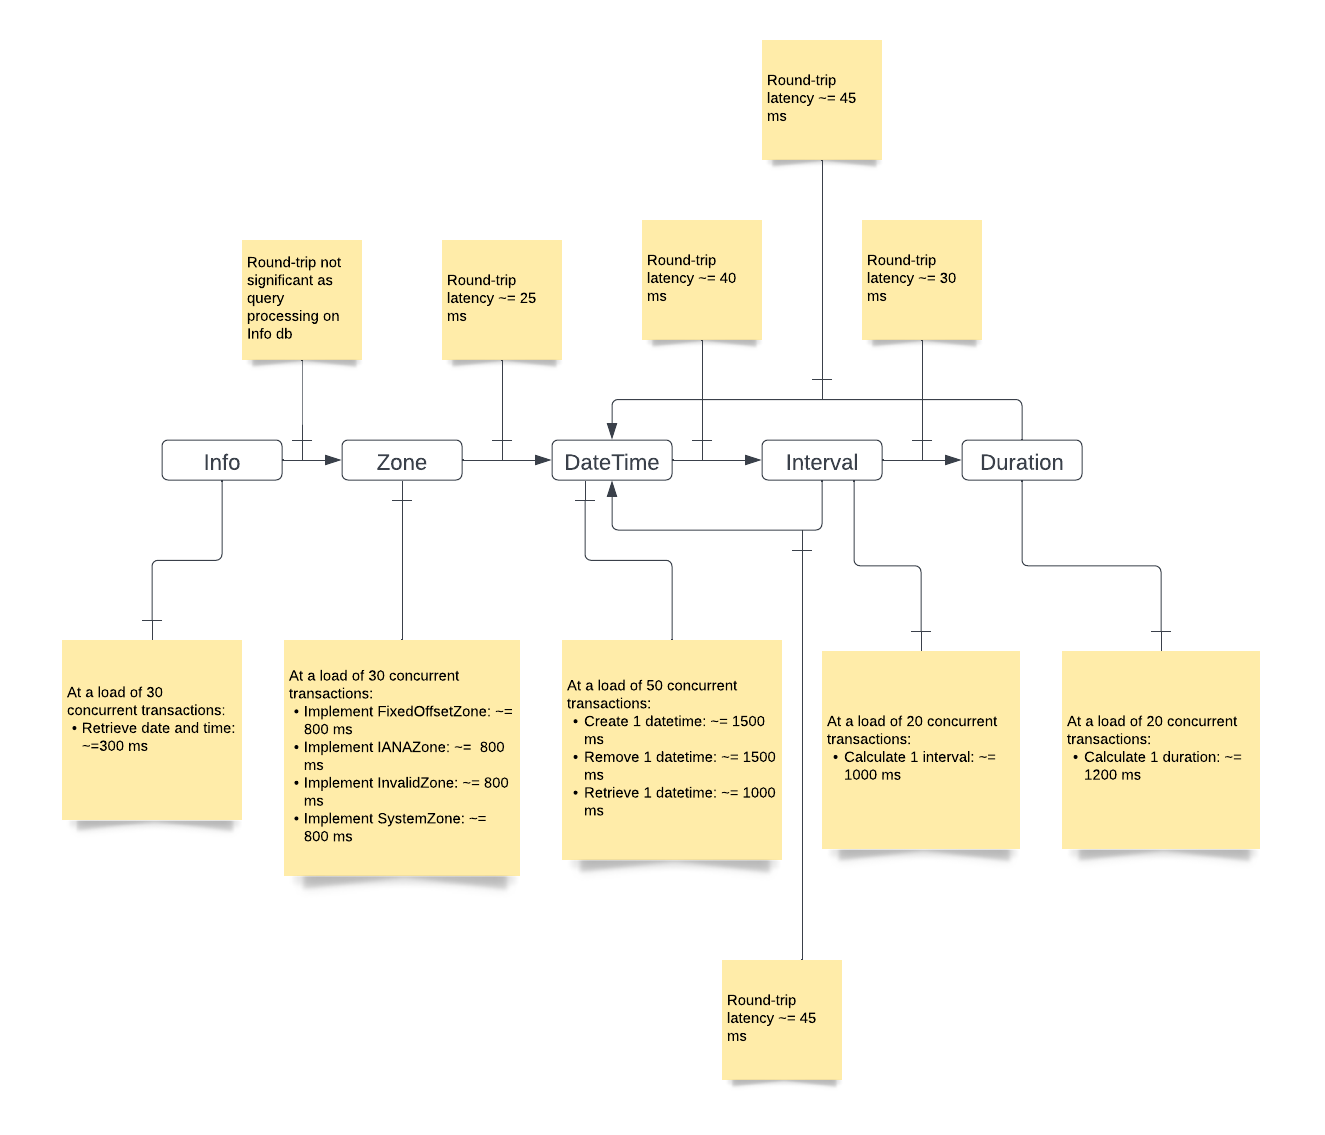 Round-trip
latency ~= 45
ms
Round-trip not
significant as
query
processing on
Info db
Round-trip
latency ~= 25
ms
Round-trip
latency ~= 40
ms
Round-trip
latency ~= 30
ms
Info
Zone
DateTime
Interval
Duration
At a load of 30
concurrent transactions:
• Retrieve date and time:
~=300 ms
At a load of 30 concurrent
transactions:
• Implement FixedOffsetZone: ~=
800 ms
• Implement IANAZone: ~=  800
ms
• Implement InvalidZone: ~= 800
ms
• Implement SystemZone: ~=
800 ms
At a load of 50 concurrent
transactions:
• Create 1 datetime: ~= 1500
ms
• Remove 1 datetime: ~= 1500
ms
• Retrieve 1 datetime: ~= 1000
ms
At a load of 20 concurrent
transactions:
• Calculate 1 interval: ~=
1000 ms
At a load of 20 concurrent
transactions:
• Calculate 1 duration: ~=
1200 ms
Round-trip
latency ~= 45
ms